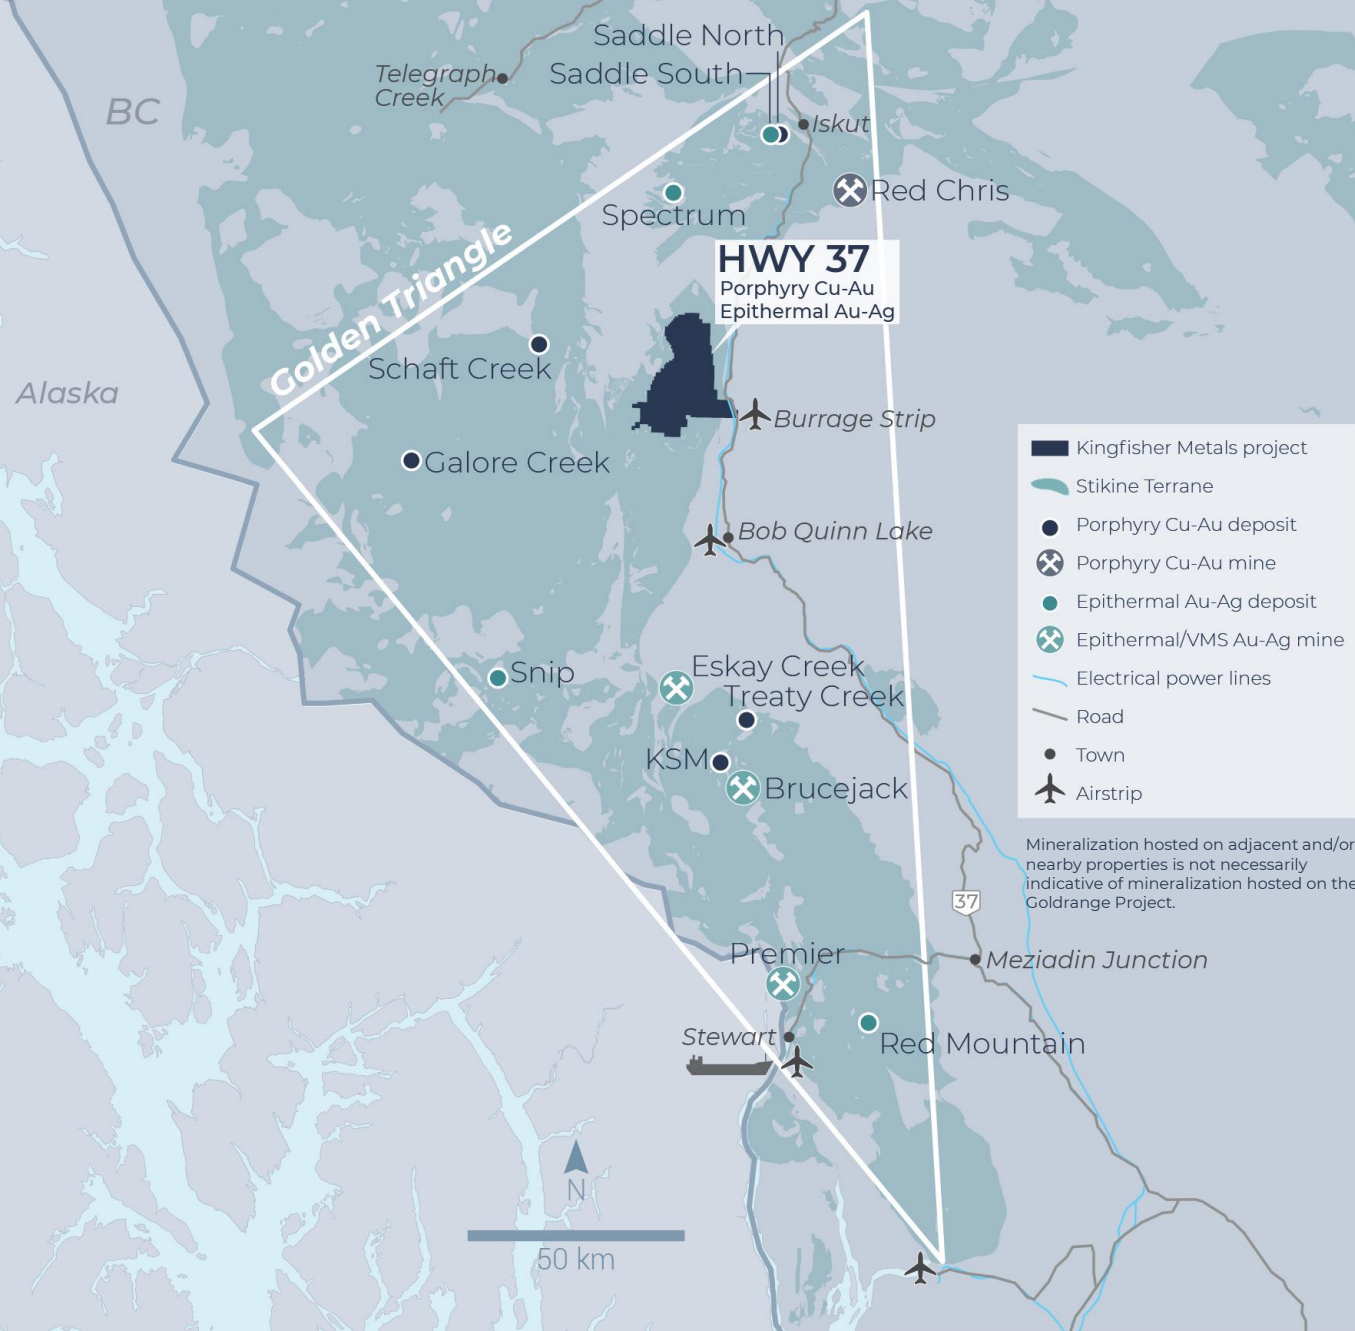 Saddle North
Saddle South
Telegraph
Creek
BC
Iskut
Red Chris
Spectrum
Golden Triangle
HWY 37
Porphyry Cu-Au
Epithermal Au-Ag
Schaft Creek
Alaska
Burrage Strip
Galore Creek
Bob Quinn Lake
Kingfisher Metals project
Stikine Terrane
Porphyry Cu-Au deposit
Porphyry Cu-Au mine
Epithermal Au-Ag deposit
Epithermal/VMS Au-Ag mine
Electrical power lines
Road
Town
Airstrip
Snip
Eskay Creek
Treaty Creek
KSM
Brucejack
Mineralization hosted on adjacent and/or
nearby properties is not necessarily
indicative of mineralization hosted on the
Goldrange Project.
37
Premier
Meziadin Junction
Stewart
Red Mountain
N
50 km